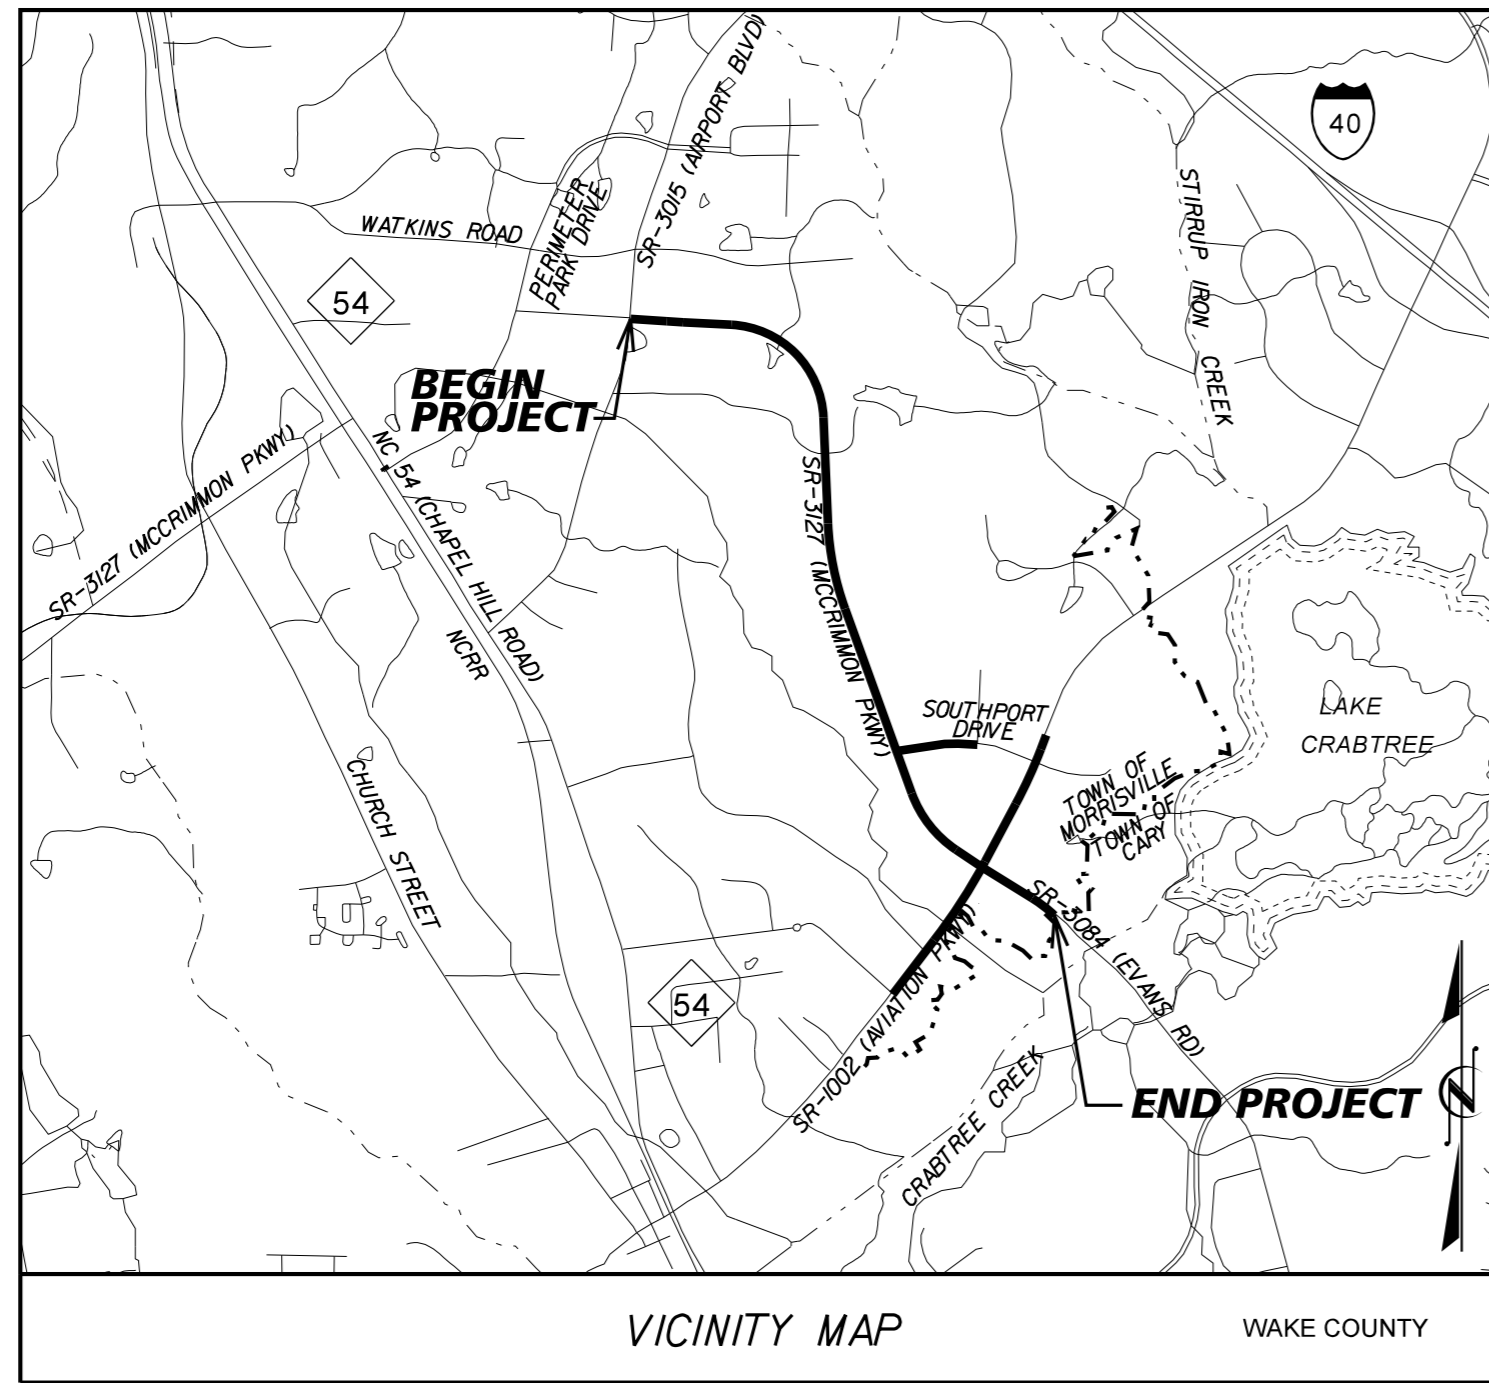 SR-3015 (AIRPORT BLVD)
40
STIRRUP IRON CREEK
WATKINS ROAD
PERIMETER
PARK DRIVE
54
BEGIN
PROJECT
SR-3127 (MCCRIMMON PKWY)
NC 54 (CHAPEL HILL ROAD)
NCRR
SR-3127 (MCCRIMMON PKWY)
SOUTHPORT
DRIVE
LAKE
CRABTREE
TOWN OF
MORRISVILLE
TOWN OF
CARY
CHURCH STREET
SR-3084 (EVANS RD)
54
SR-1002 (AVIATION PKWY)
CRABTREE CREEK
END PROJECT
N
VICINITY MAP
WAKE COUNTY